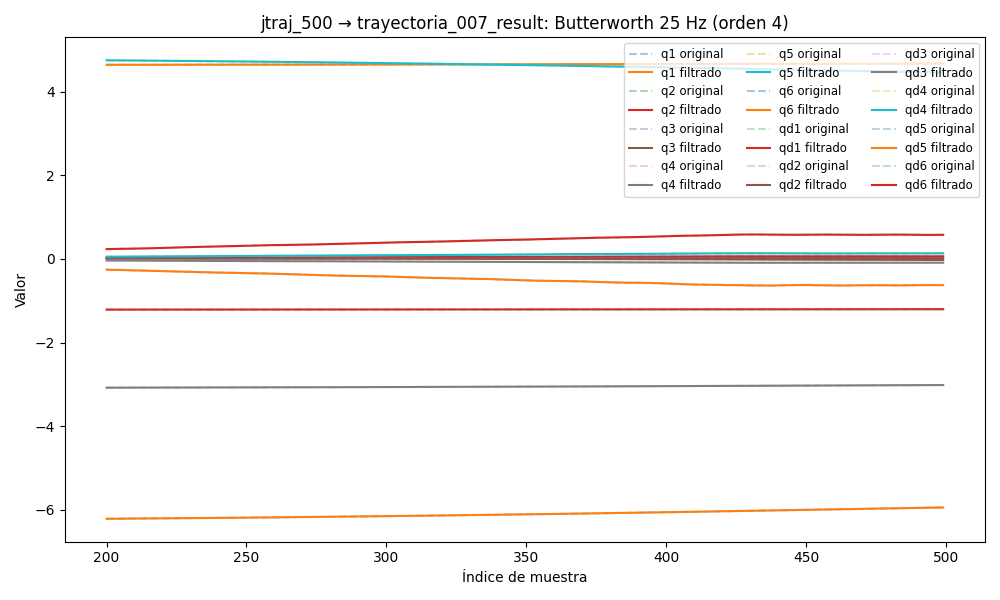 jtraj_500 → trayectoria_007_result: Butterworth 25 Hz (orden 4)
q1 original
q1 filtrado
q2 original
q2 filtrado
q3 original
q3 filtrado
q4 original
q4 filtrado
q5 original
q5 filtrado
q6 original
q6 filtrado
qd1 original
qd1 filtrado
qd2 original
qd2 filtrado
qd3 original
qd3 filtrado
qd4 original
qd4 filtrado
qd5 original
qd5 filtrado
qd6 original
qd6 filtrado
Valor
4
2
0
−2
−4
−6
200
250
300
350
400
450
500
Índice de muestra